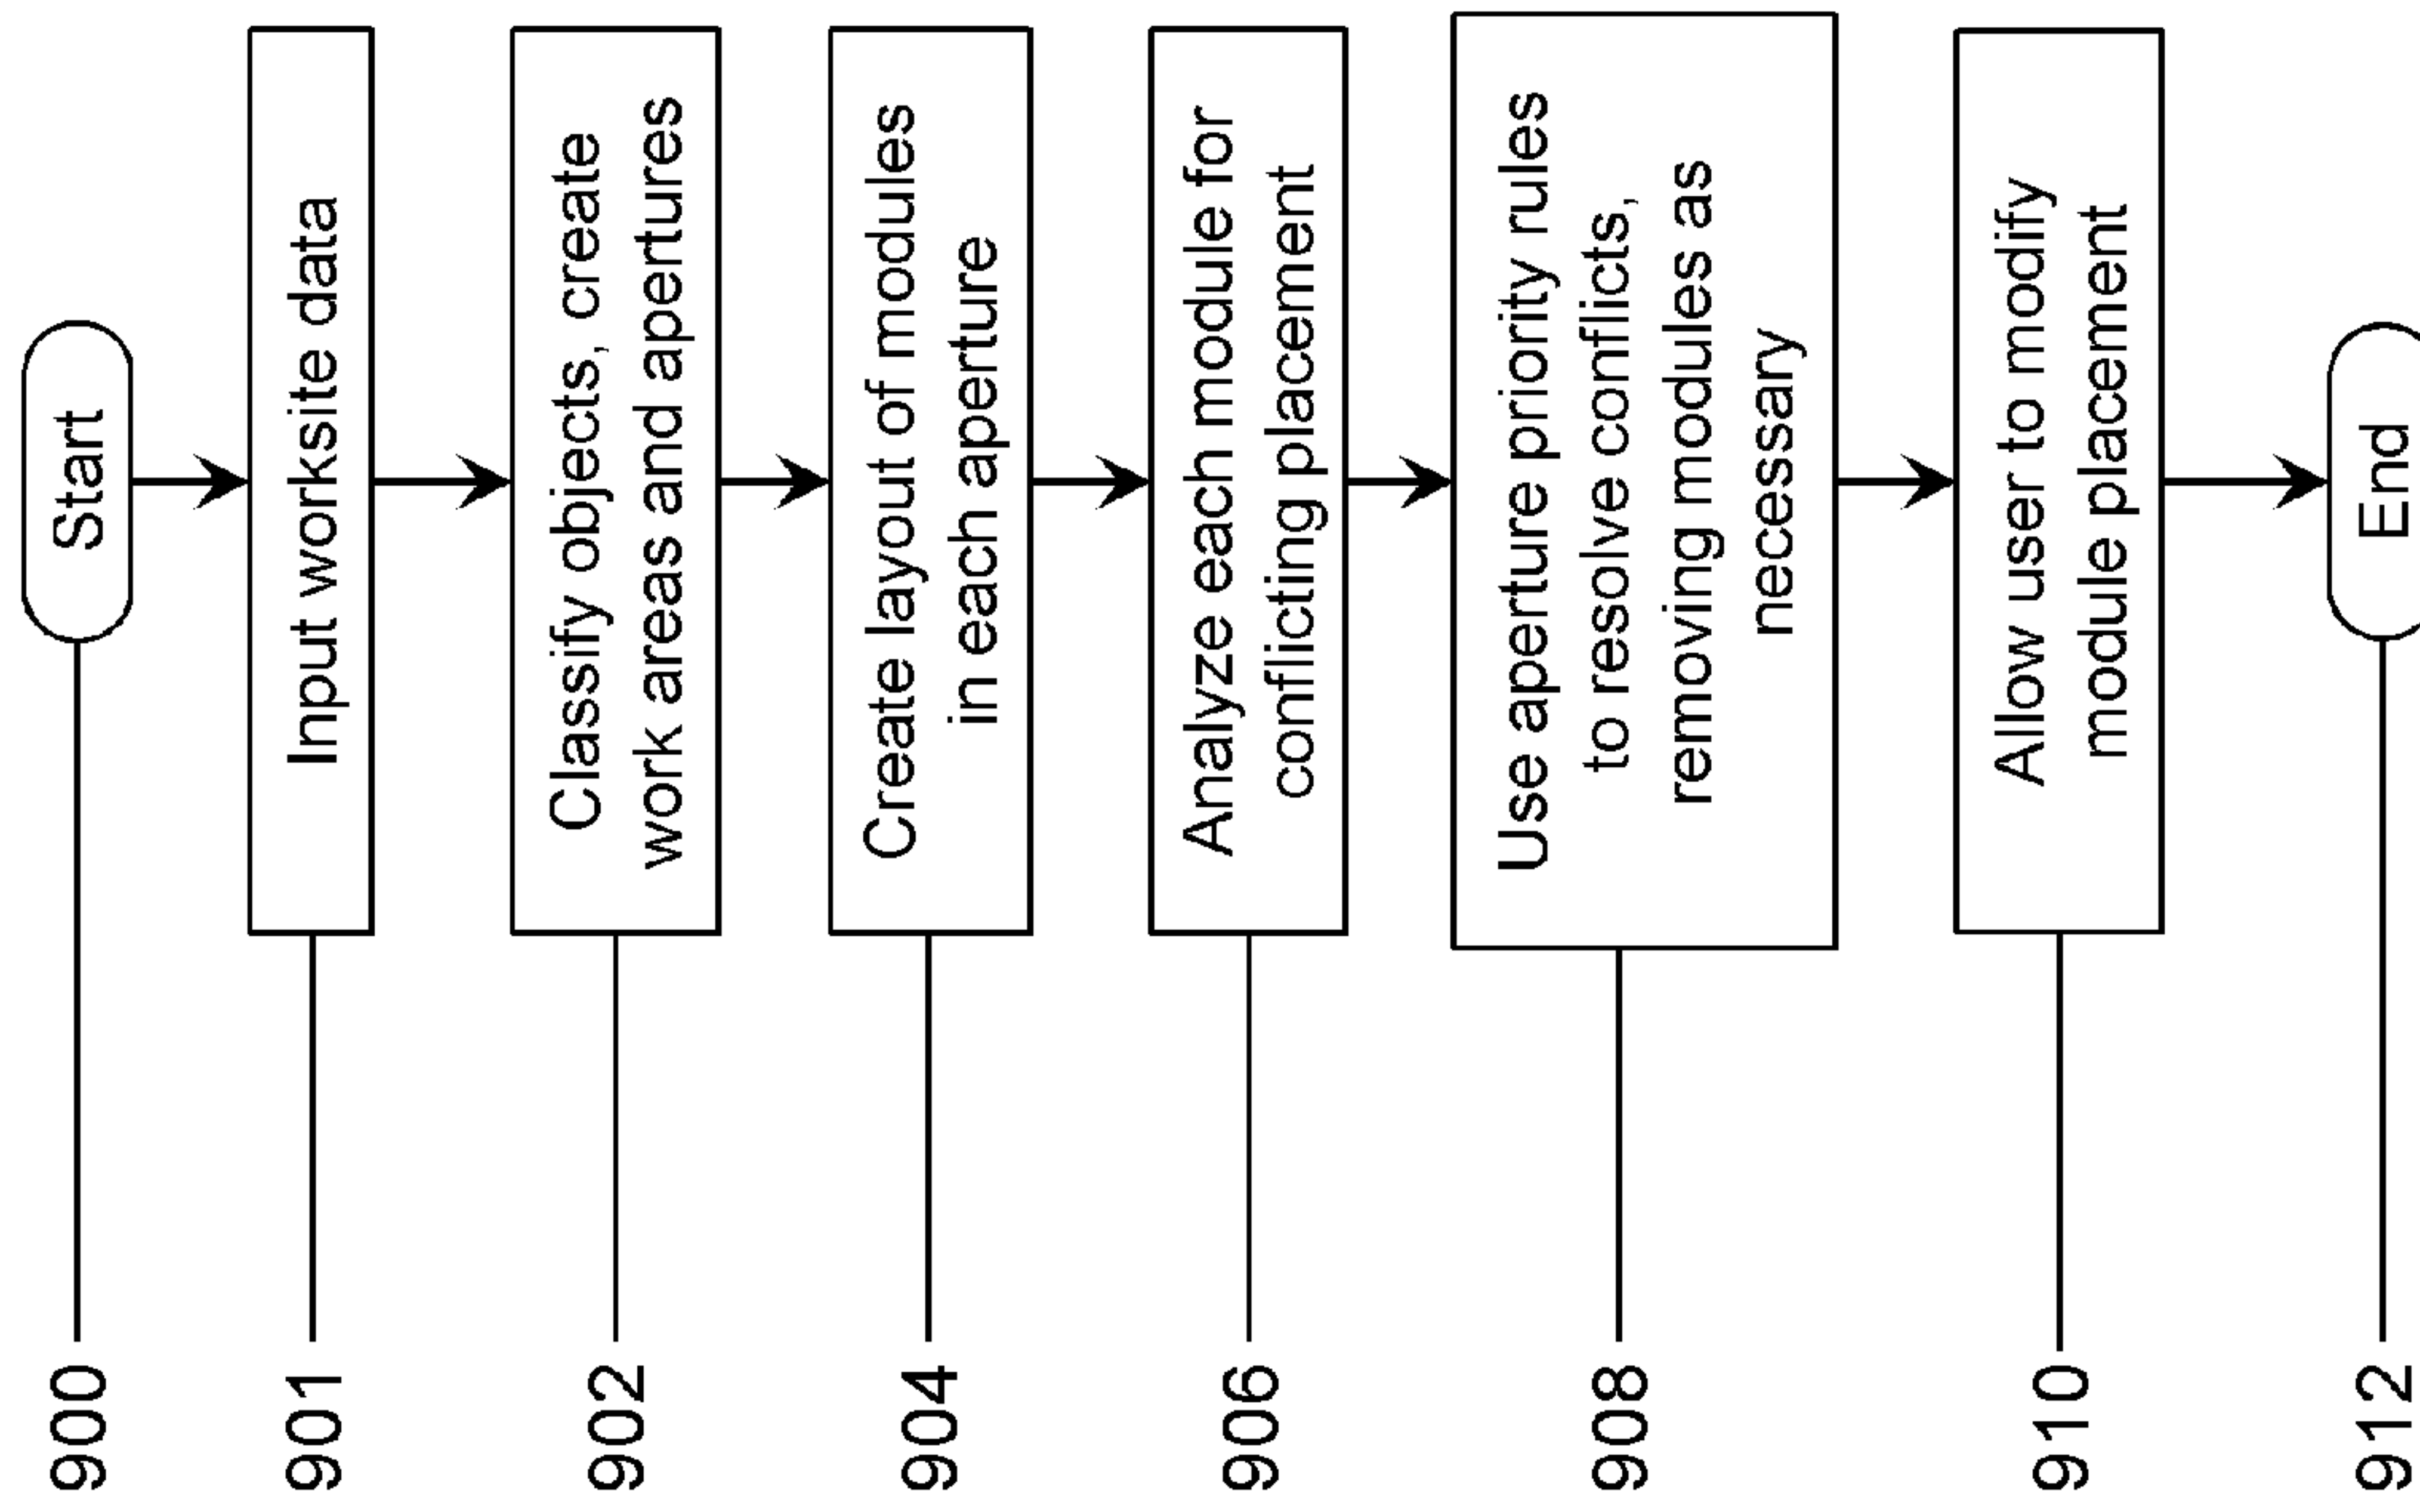 900
Start
901
Input worksite data
902
Classify objects, create
work areas and apertures
904
Create layout of modules
in each aperture
906
Analyze each module for
conflicting placement
908
Use aperture priority rules
to resolve conflicts,
removing modules as
necessary
910
Allow user to modify
module placement
912
End